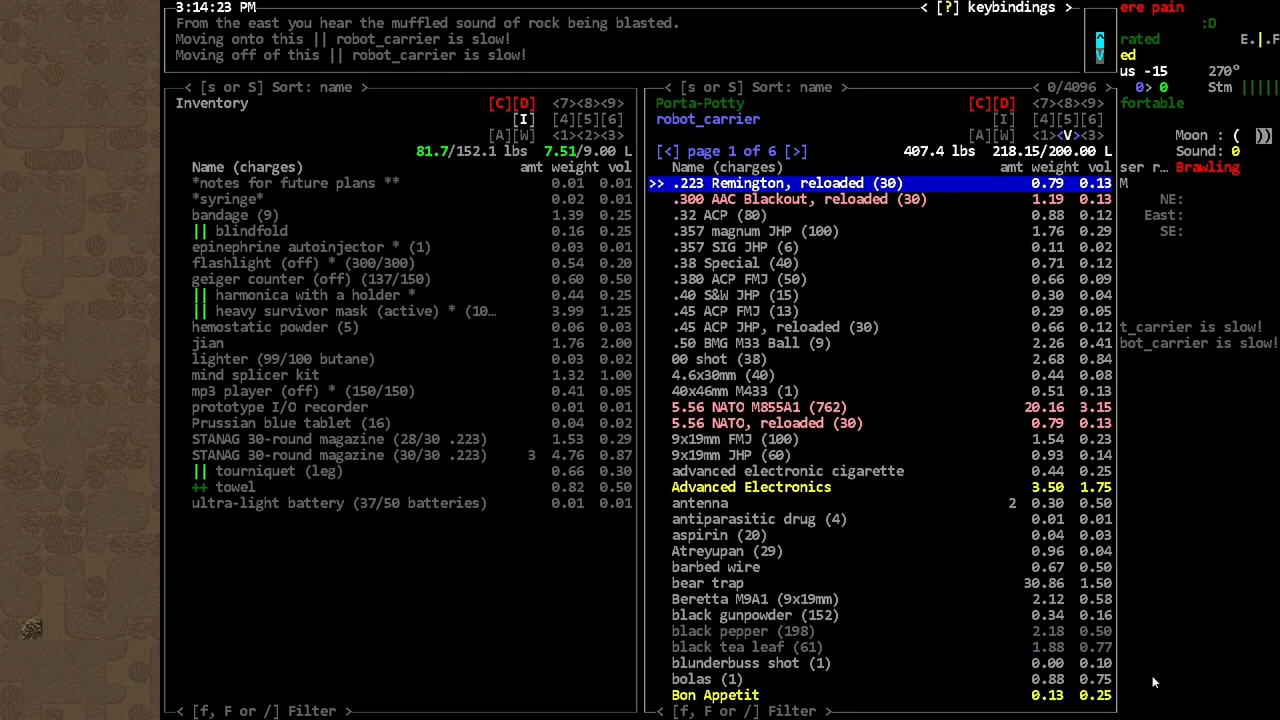 3:14:23 PM
< [?] keybindings >
ere pain
From the east you hear the muffled sound of rock being blasted.
:D
Moving onto this || robot_carrier is slow!
rated E.|.F
Moving off of this || robot_carrier is slow!
ed
us -15 270°
< [s or S] Sort: name >
< [s or S] Sort: name >
< 0/4096 >
0> 0 Stm |||||
Inventory [C][D] <7><8><9>
Porta-Potty [C][D] <7><8><9>
fortable
[I] [4][5][6]
robot_carrier [I] [4][5][6]
[A][W] <1><2><3>
[A][W] <1><V><3>
Moon : ( ))
81.7/152.1 lbs 7.51/9.00 L
[<] page 1 of 6 [>] 407.4 lbs 218.15/200.00 L
Sound: 0
Name (charges) amt weight vol
Name (charges) amt weight vol
ser r… Brawling
*notes for future plans ** 0.01 0.01
>> .223 Remington, reloaded (30) 0.79 0.13
M
*syringe* 0.02 0.01
.300 AAC Blackout, reloaded (30) 1.19 0.13
NE:
bandage (9) 1.39 0.25
.32 ACP (80) 0.88 0.12
East:
|| blindfold 0.16 0.25
.357 magnum JHP (100) 1.76 0.29
SE:
epinephrine autoinjector * (1) 0.03 0.01
.357 SIG JHP (6) 0.11 0.02
flashlight (off) * (300/300) 0.54 0.20
.38 Special (40) 0.71 0.12
geiger counter (off) (137/150) 0.60 0.50
.380 ACP FMJ (50) 0.66 0.09
|| harmonica with a holder * 0.44 0.25
.40 S&W JHP (15) 0.30 0.04
|| heavy survivor mask (active) * (10… 3.99 1.25
.45 ACP FMJ (13) 0.29 0.05
hemostatic powder (5) 0.06 0.03
.45 ACP JHP, reloaded (30) 0.66 0.12
t_carrier is slow!
jian 1.76 2.00
.50 BMG M33 Ball (9) 2.26 0.41
bot_carrier is slow!
lighter (99/100 butane) 0.03 0.02
00 shot (38) 2.68 0.84
mind splicer kit 1.32 1.00
4.6x30mm (40) 0.44 0.08
mp3 player (off) * (150/150) 0.41 0.05
40x46mm M433 (1) 0.51 0.13
prototype I/O recorder 0.01 0.01
5.56 NATO M855A1 (762) 20.16 3.15
Prussian blue tablet (16) 0.04 0.02
5.56 NATO, reloaded (30) 0.79 0.13
STANAG 30-round magazine (28/30 .223) 1.53 0.29
9x19mm FMJ (100) 1.54 0.23
STANAG 30-round magazine (30/30 .223) 3 4.76 0.87
9x19mm JHP (60) 0.93 0.14
|| tourniquet (leg) 0.66 0.30
advanced electronic cigarette 0.44 0.25
++ towel 0.82 0.50
Advanced Electronics 3.50 1.75
ultra-light battery (37/50 batteries) 0.01 0.01
antenna 2 0.30 0.50
antiparasitic drug (4) 0.01 0.01
aspirin (20) 0.04 0.03
Atreyupan (29) 0.96 0.04
barbed wire 0.67 0.50
bear trap 30.86 1.50
Beretta M9A1 (9x19mm) 2.12 0.58
black gunpowder (152) 0.34 0.16
black pepper (198) 2.18 0.50
black tea leaf (61) 1.88 0.77
blunderbuss shot (1) 0.00 0.10
bolas (1) 0.88 0.75
Bon Appetit 0.13 0.25
< [f, F or /] Filter >
< [f, F or /] Filter >